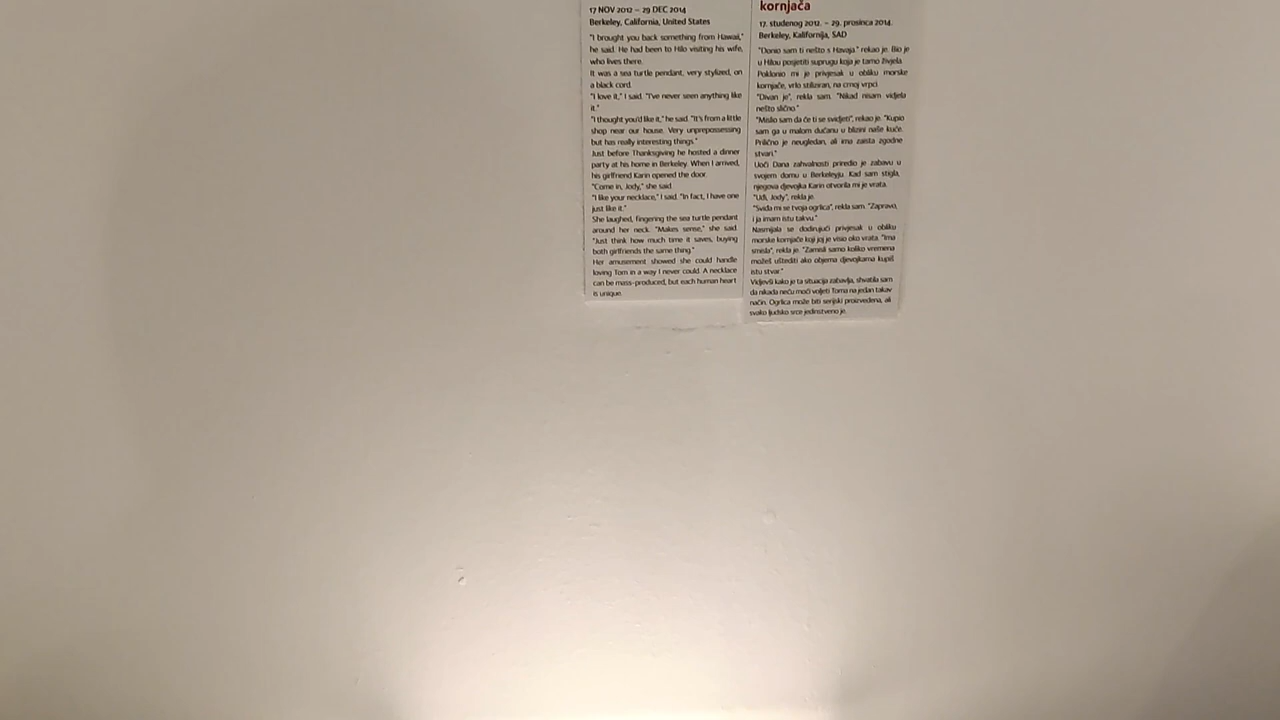 17 NOV 2012 – 29 DEC 2014
Berkeley, California, United States
"I brought you back something from Hawaii,"
he said. He had been to Hilo visiting his wife,
who lives there.
It was a sea turtle pendant, very stylized, on
a black cord.
"I love it," I said. "I've never seen anything like
it."
"I thought you'd like it," he said. "It's from a little
shop near our house. Very unprepossessing
but has really interesting things."
Just before Thanksgiving he hosted a dinner
party at his home in Berkeley. When I arrived,
his girlfriend Karin opened the door.
"Come in, Jody," she said.
"I like your necklace," I said. "In fact, I have one
just like it."
She laughed, fingering the sea turtle pendant
around her neck. "Makes sense," she said.
"Just think how much time it saves, buying
both girlfriends the same thing."
Her amusement showed she could handle
loving Tom in a way I never could. A necklace
can be mass-produced, but each human heart
is unique.
kornjača
17. studenog 2012. – 29. prosinca 2014.
Berkeley, Kalifornija, SAD
"Donio sam ti nešto s Havaja," rekao je. Bio je
u Hilou posjetiti suprugu koja je tamo živjela.
Poklonio mi je privjesak u obliku morske
kornjače, vrlo stiliziran, na crnoj vrpci.
"Divan je", rekla sam. "Nikad nisam vidjela
nešto slično."
"Mislio sam da će ti se svidjeti", rekao je. "Kupio
sam ga u malom dućanu u blizini naše kuće.
Prilično je neugledan, ali ima zaista zgodne
stvari."
Uoči Dana zahvalnosti priredio je zabavu u
svojem domu u Berkeleyju. Kad sam stigla,
njegova djevojka Karin otvorila mi je vrata.
"Uđi, Jody", rekla je.
"Sviđa mi se tvoja ogrlica", rekla sam. "Zapravo,
i ja imam istu takvu."
Nasmijala se dodirujući privjesak u obliku
morske kornjače koji joj je visio oko vrata. "Ima
smisla", rekla je. "Zamisli samo koliko vremena
možeš uštedjeti ako objema djevojkama kupiš
istu stvar."
Vidjevši kako je ta situacija zabavlja, shvatila sam
da nikada neću moći voljeti Toma na jedan takav
način. Ogrlica može biti serijski proizvedena, ali
svako ljudsko srce jedinstveno je.